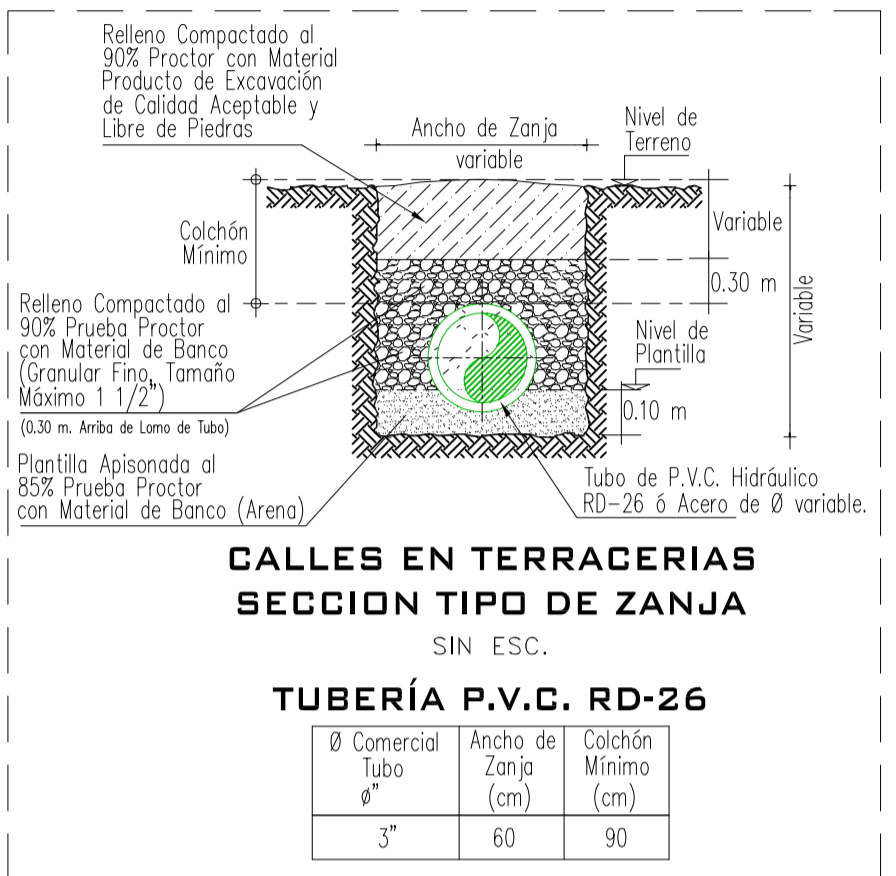 Relleno Compactado al
90% Proctor con Material
Producto de Excavación
de Calidad Aceptable y
Libre de Piedras
Ancho de Zanja
variable
Nivel de
Terreno
Colchón
Mínimo
Variable
0.30 m
Variable
Relleno Compactado al
90% Prueba Proctor
con Material de Banco
(Granular Fino, Tamaño
Máximo 1 1/2")
(0.30 m. Arriba de Lomo de Tubo)
Nivel de
Plantilla
0.10 m
Plantilla Apisonada al
85% Prueba Proctor
con Material de Banco (Arena)
Tubo de P.V.C. Hidráulico
RD-26 ó Acero de Ø variable.
CALLES EN TERRACERIAS
SECCION TIPO DE ZANJA
SIN ESC.
TUBERÍA P.V.C. RD-26
Ø Comercial
Tubo
ø"
Ancho de
Zanja
(cm)
Colchón
Mínimo
(cm)
3"
60
90